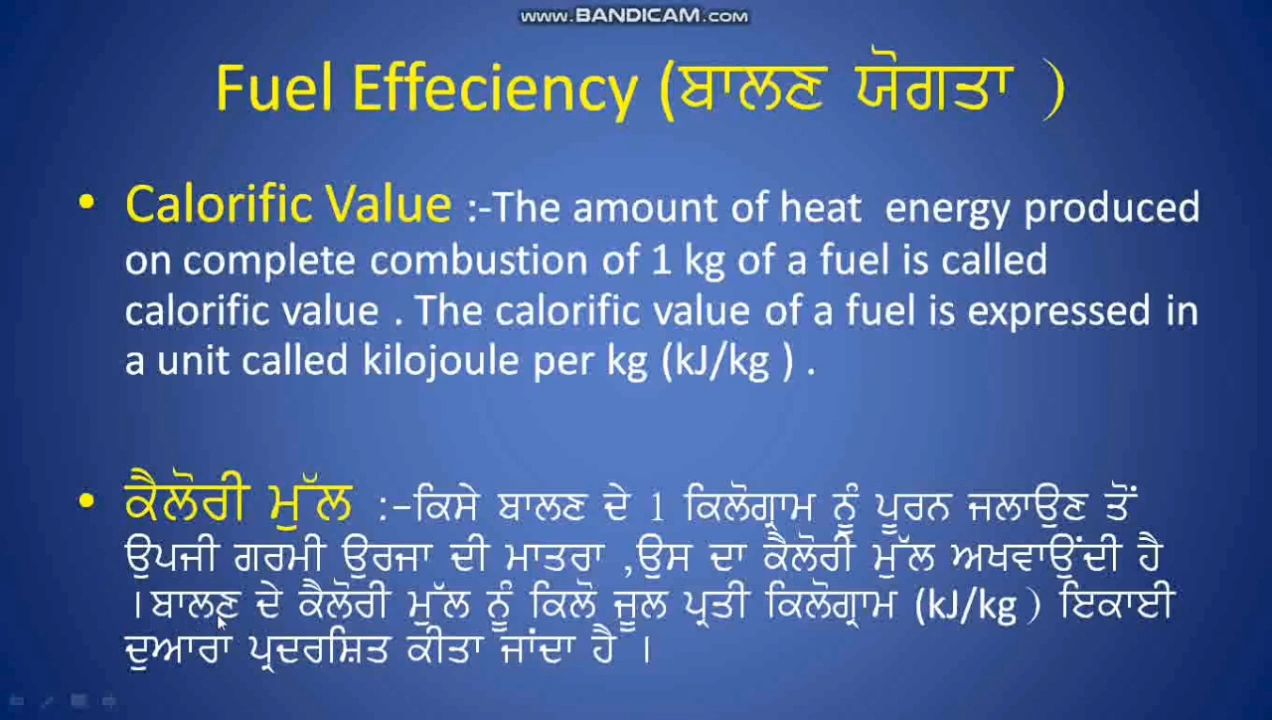 www.BANDICAM.com
Fuel Effeciency (ਬਾਲਣ ਯੋਗਤਾ )
• Calorific Value :-The amount of heat energy produced
on complete combustion of 1 kg of a fuel is called
calorific value . The calorific value of a fuel is expressed in
a unit called kilojoule per kg (kJ/kg ) .
• ਕੈਲੋਰੀ ਮੁੱਲ :-ਕਿਸੇ ਬਾਲਣ ਦੇ 1 ਕਿਲੋਗ੍ਰਾਮ ਨੂੰ ਪੂਰਨ ਜਲਾਉਣ ਤੋਂ
ਉਪਜੀ ਗਰਮੀ ਉਰਜਾ ਦੀ ਮਾਤਰਾ ,ਉਸ ਦਾ ਕੈਲੋਰੀ ਮੁੱਲ ਅਖਵਾਉਂਦੀ ਹੈ
।ਬਾਲਣ ਦੇ ਕੈਲੋਰੀ ਮੁੱਲ ਨੂੰ ਕਿਲੋ ਜੂਲ ਪ੍ਰਤੀ ਕਿਲੋਗ੍ਰਾਮ (kJ/kg ) ਇਕਾਈ
ਦੁਆਰਾ ਪ੍ਰਦਰਸ਼ਿਤ ਕੀਤਾ ਜਾਂਦਾ ਹੈ ।